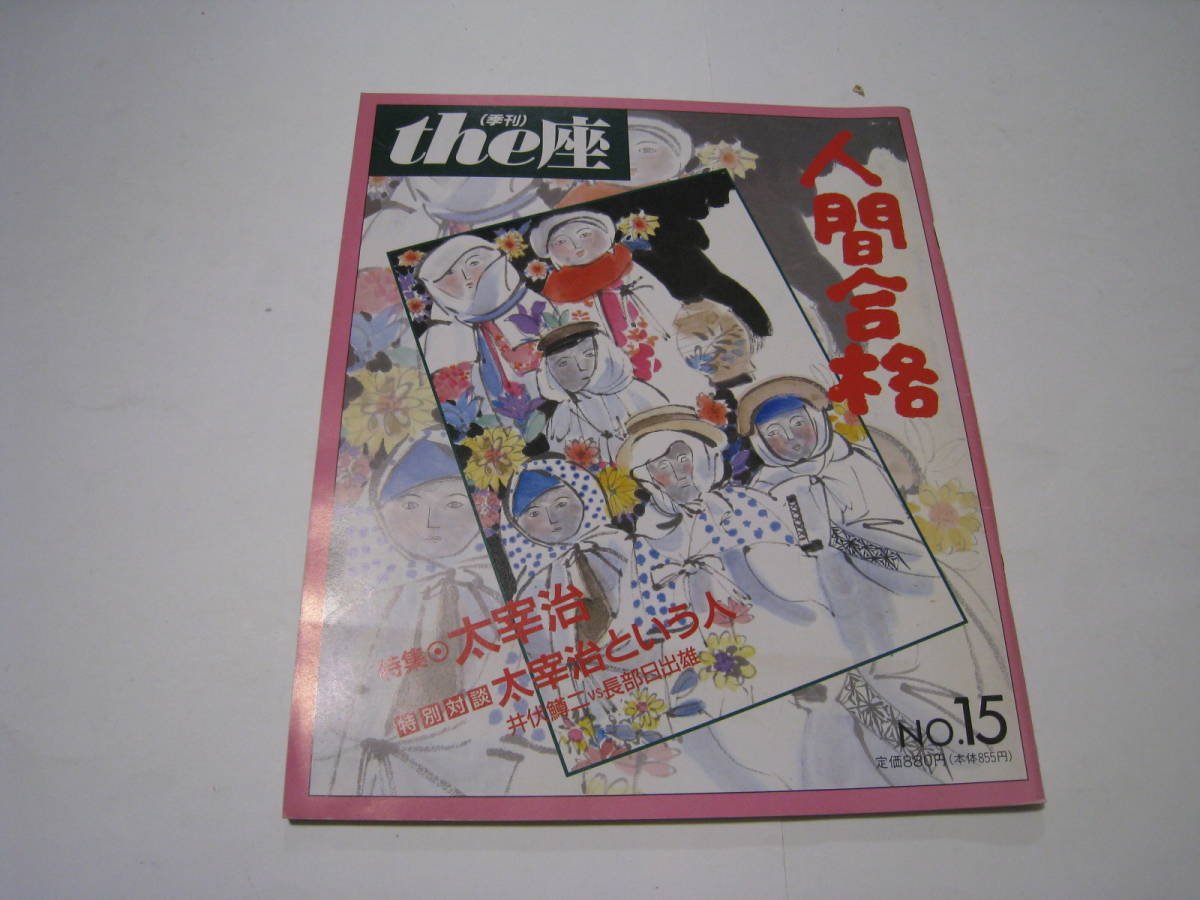 (季刊)
the座
人間合格
特集◉太宰治
特別対談 太宰治という人
井伏鱒二VS長部日出雄
NO.15
定価880円(本体855円)